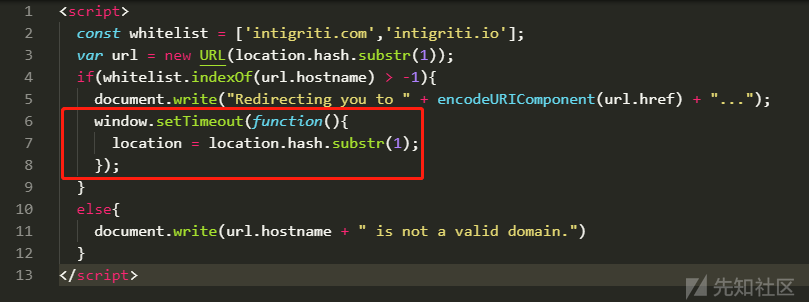 1 <script>
2 const whitelist = ['intigriti.com','intigriti.io'];
3 var url = new URL(location.hash.substr(1));
4 if(whitelist.indexOf(url.hostname) > -1){
5 document.write("Redirecting you to " + encodeURIComponent(url.href) + "...");
6 window.setTimeout(function(){
7 location = location.hash.substr(1);
8 });
9 }
10 else{
11 document.write(url.hostname + " is not a valid domain.")
12 }
13 </script>
先知社区